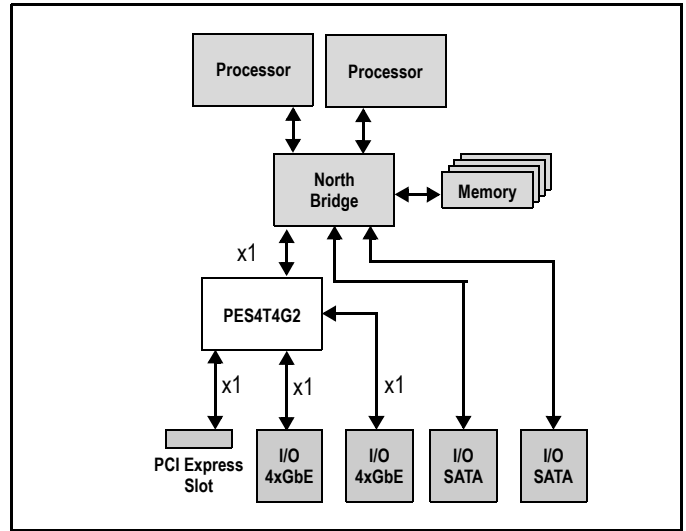 Processor
Processor
North
Bridge
Memory
x1
PES4T4G2
x1
x1
x1
PCI Express
Slot
I/O
4xGbE
I/O
4xGbE
I/O
SATA
I/O
SATA